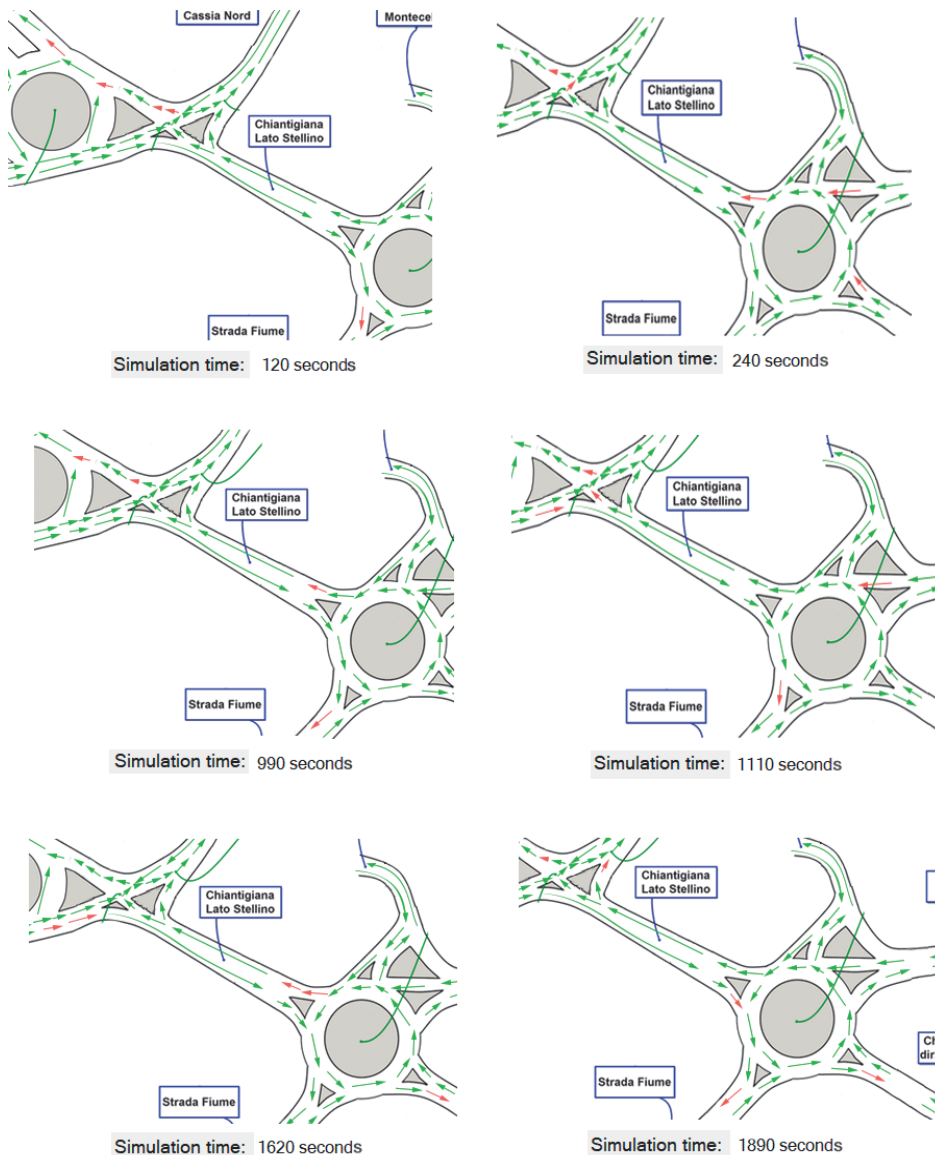 Cassia Nord
Montecel
Chiantigiana
Lato Stellino
Strada Fiume
Simulation time: 120 seconds
Chiantigiana
Lato Stellino
Strada Fiume
Simulation time: 240 seconds
Chiantigiana
Lato Stellino
Strada Fiume
Simulation time: 990 seconds
Chiantigiana
Lato Stellino
Strada Fiume
Simulation time: 1110 seconds
Chiantigiana
Lato Stellino
Strada Fiume
Simulation time: 1620 seconds
Chiantigiana
Lato Stellino
Ch
dir
Strada Fiume
Simulation time: 1890 seconds